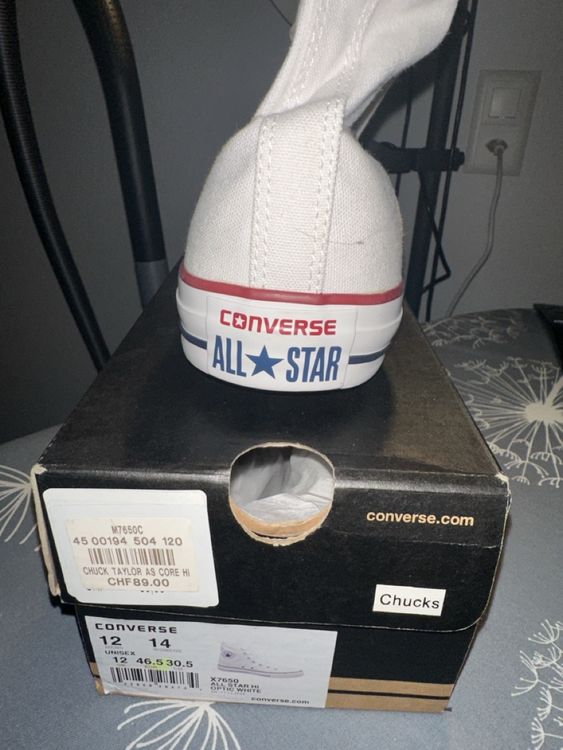 CONVERSE
ALL★STAR
converse.com
M7650C
45 00194 504 120
CHUCK TAYLOR AS CORE HI
CHF89.00
Chucks
CONVERSE
12 14
UNISEX
12 46.5 30.5
X7650
ALL STAR HI
OPTIC WHITE
converse.com